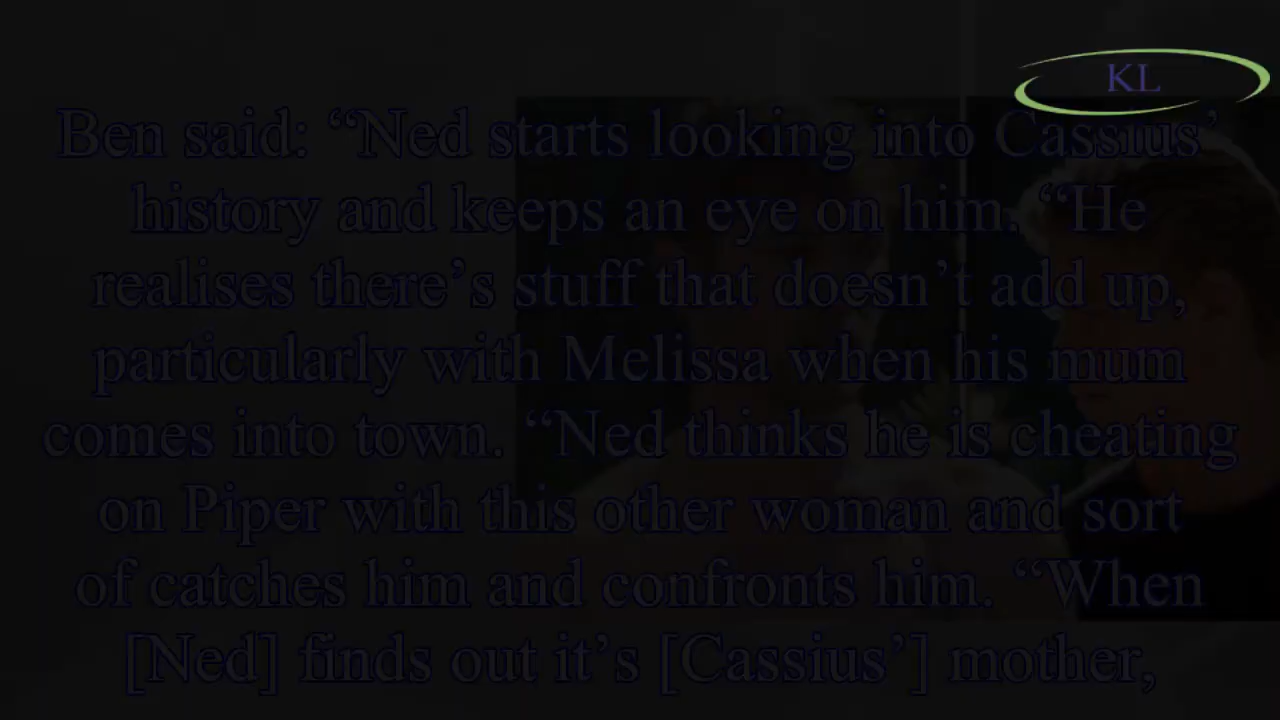 KL
Ben said: “Ned starts looking into Cassius’
history and keeps an eye on him. “He
realises there’s stuff that doesn’t add up,
particularly with Melissa when his mum
comes into town. “Ned thinks he is cheating
on Piper with this other woman and sort
of catches him and confronts him. “When
[Ned] finds out it’s [Cassius’] mother,